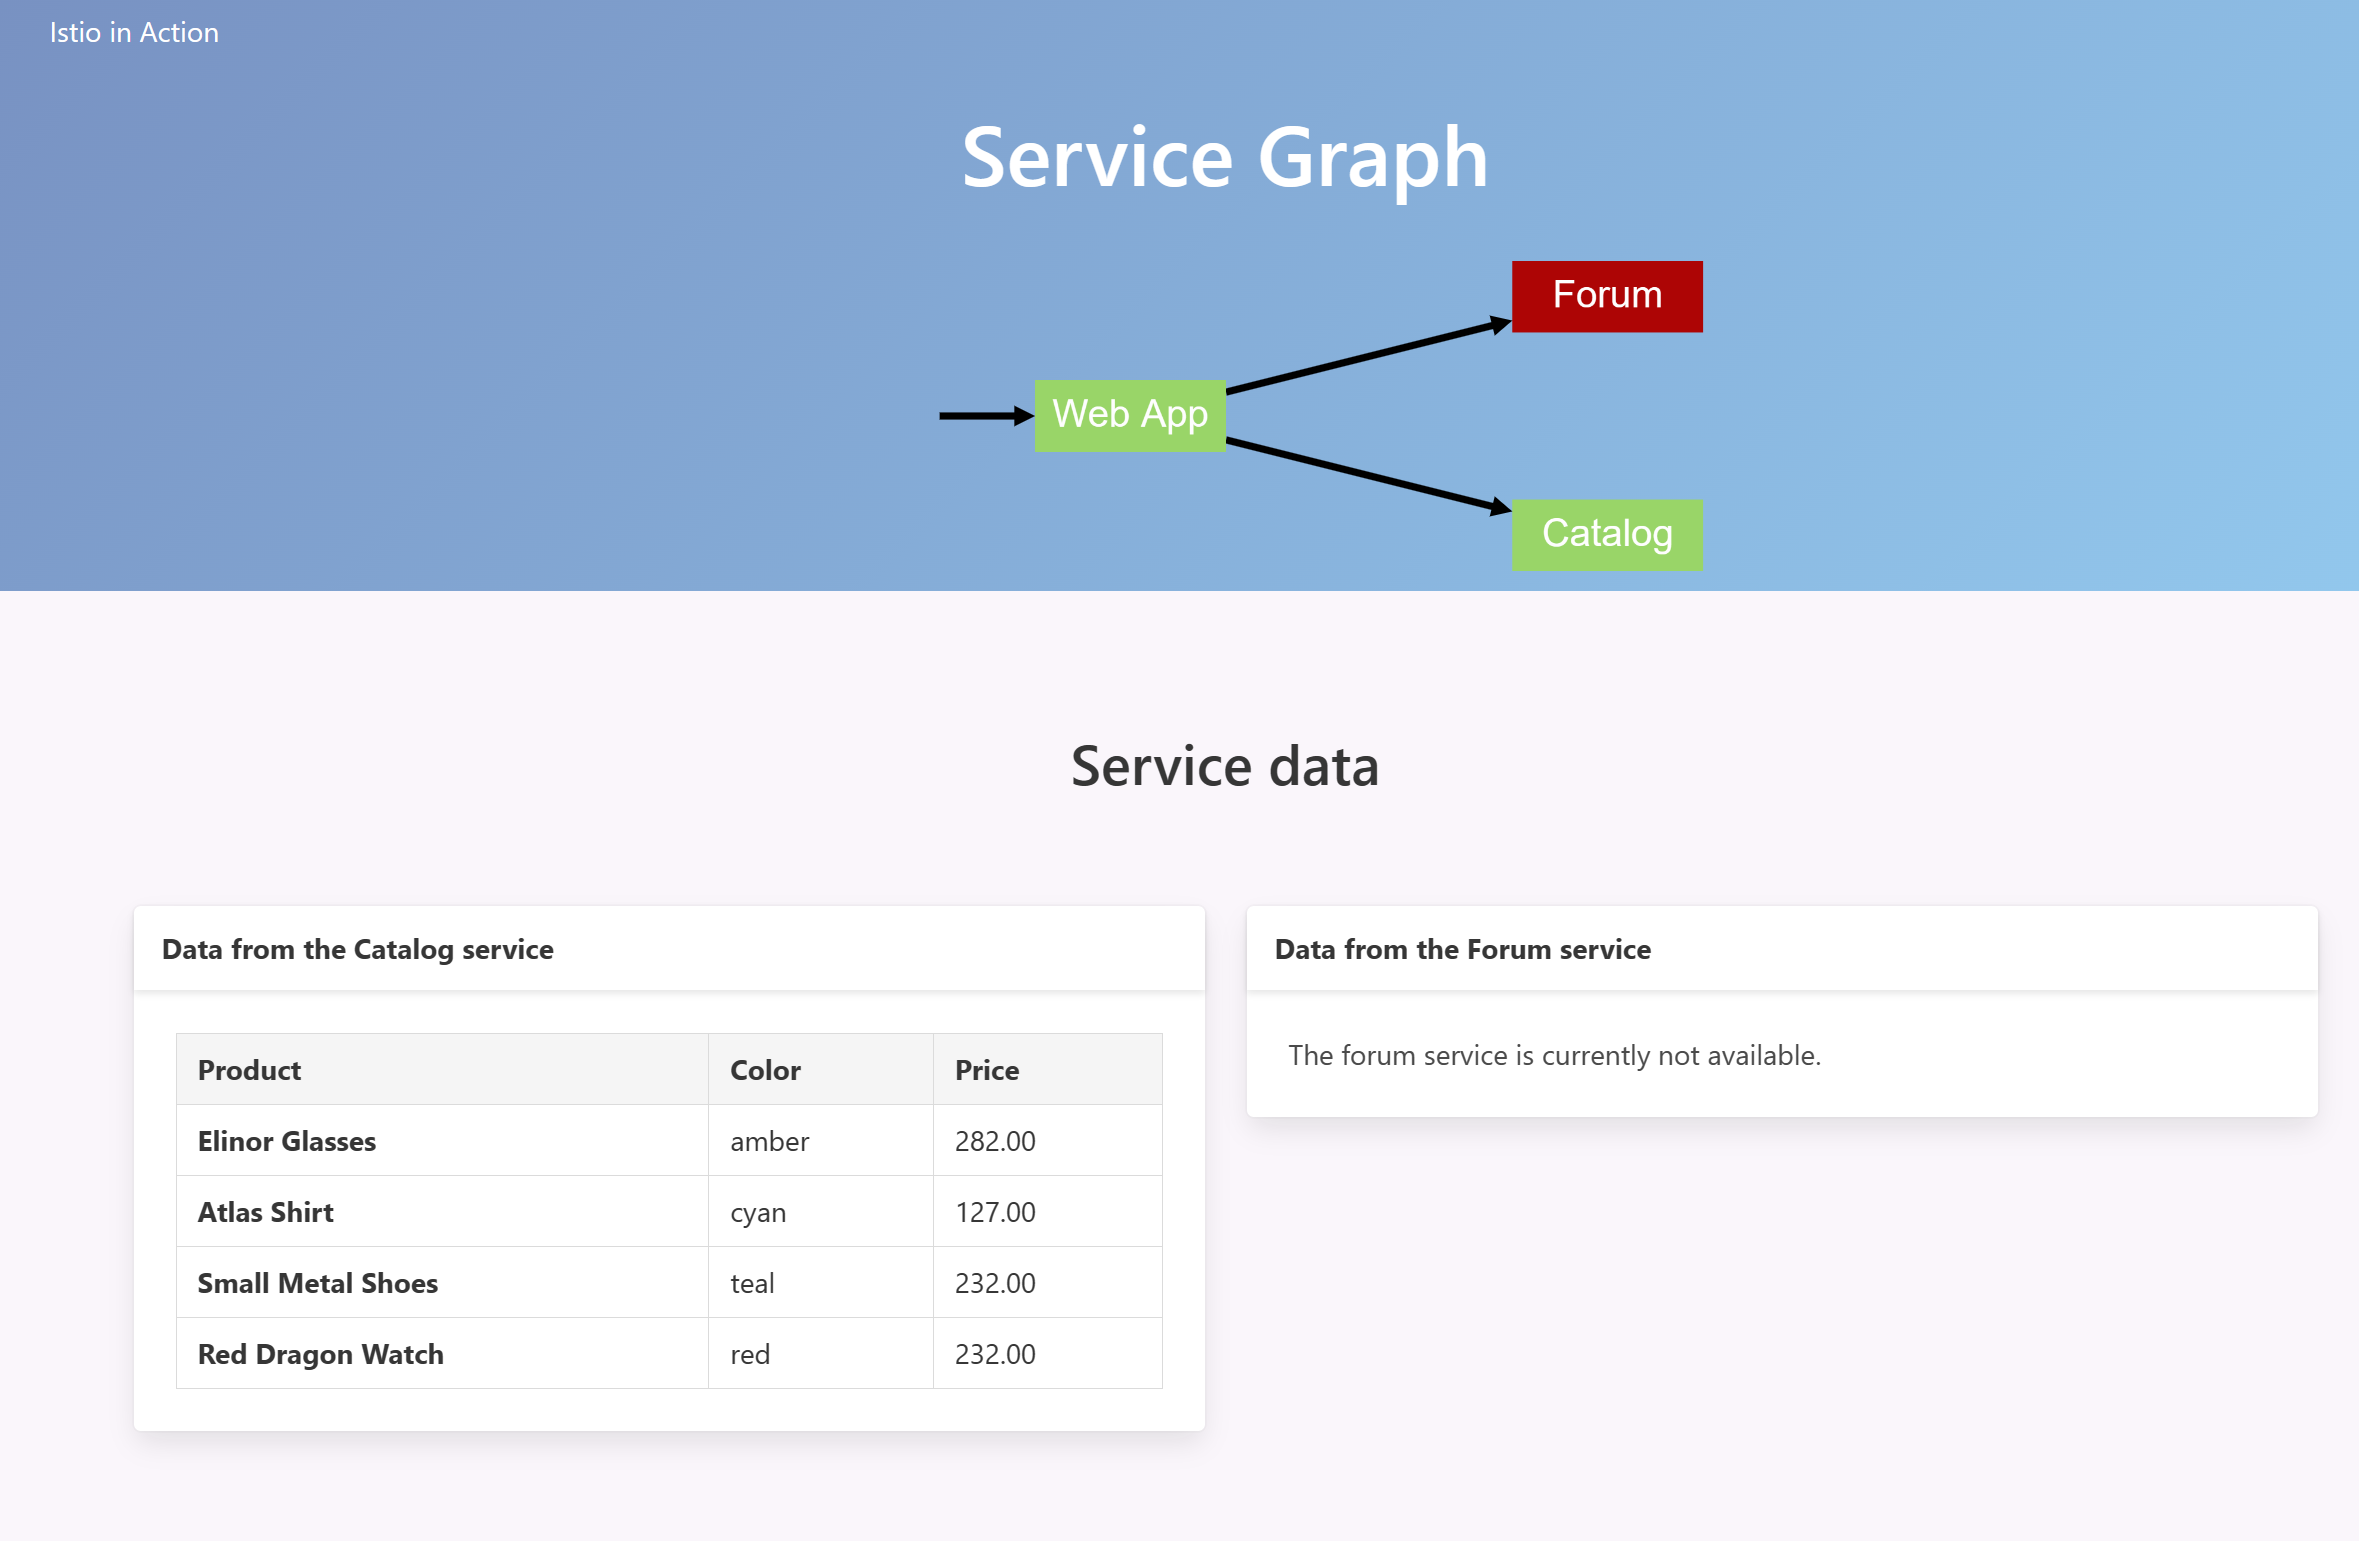 Istio in Action
Service Graph
Forum
Web App
Catalog
Service data
Data from the Catalog service
Product Color Price
Elinor Glasses amber 282.00
Atlas Shirt cyan 127.00
Small Metal Shoes teal 232.00
Red Dragon Watch red 232.00
Data from the Forum service
The forum service is currently not available.